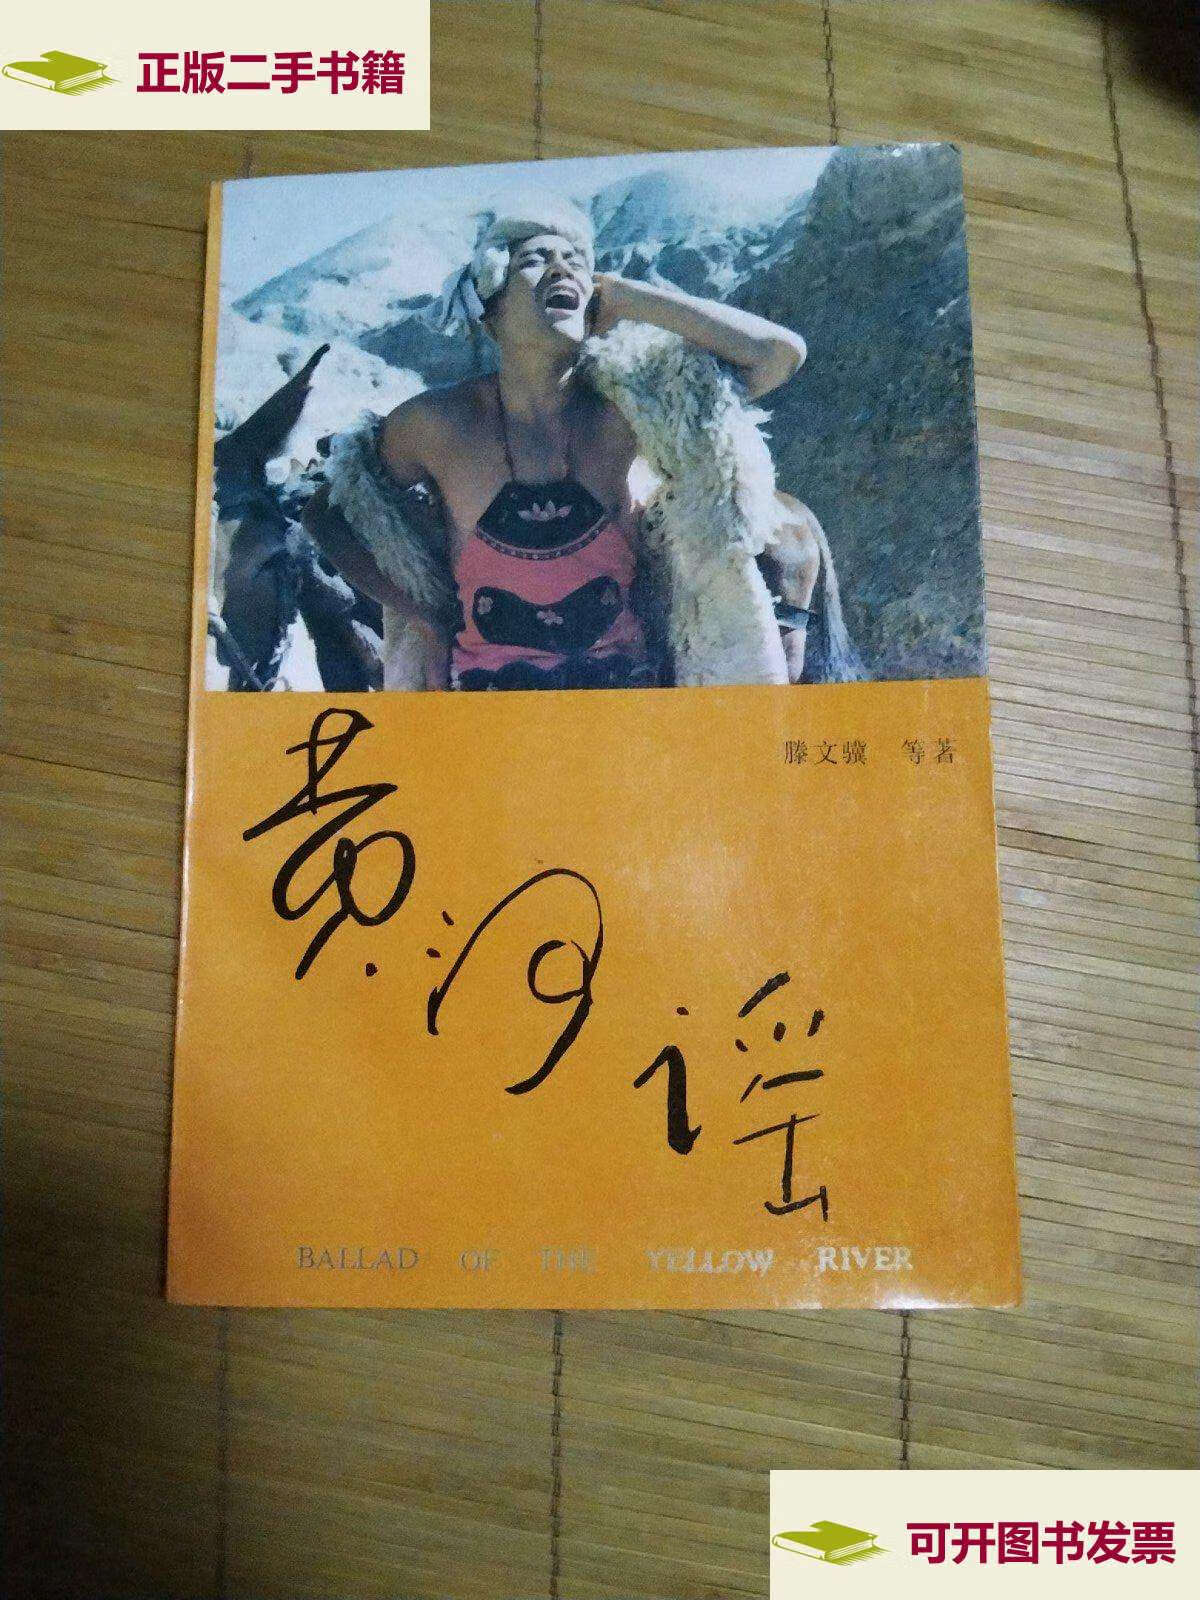 正版二手书籍
滕文骥 等著
黄河谣
BALLAD OF THE YELLOW RIVER
可开图书发票